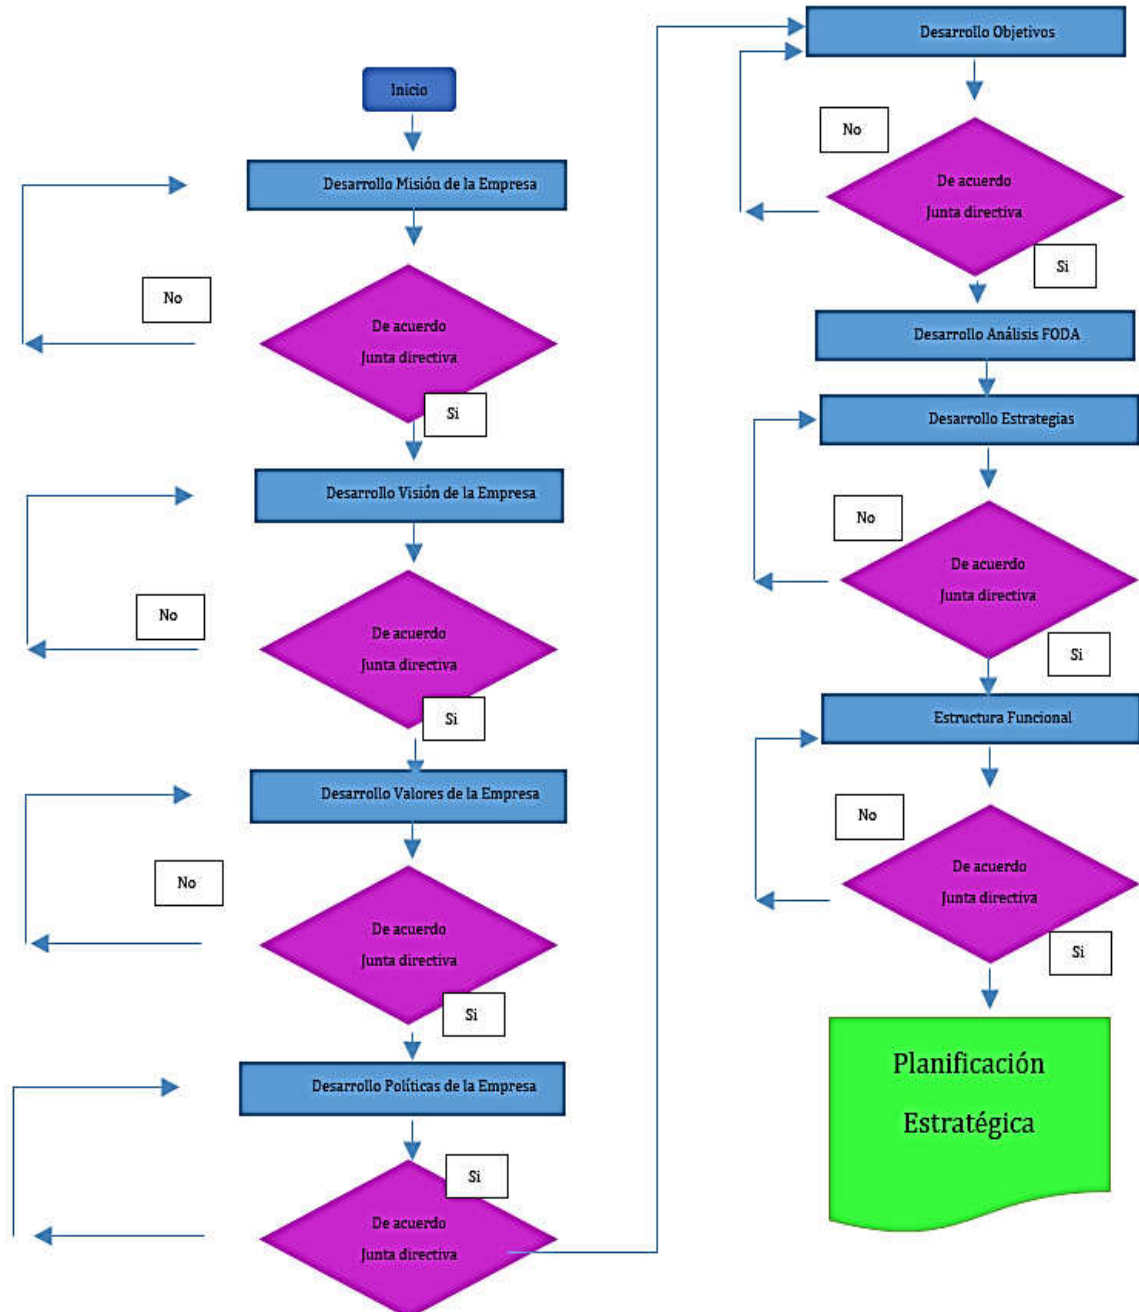 Inicio
Desarrollo Misión de la Empresa
No
De acuerdo
Junta directiva
Si
Desarrollo Visión de la Empresa
No
De acuerdo
Junta directiva
Si
Desarrollo Valores de la Empresa
No
De acuerdo
Junta directiva
Si
Desarrollo Políticas de la Empresa
Si
De acuerdo
Junta directiva
Desarrollo Objetivos
No
De acuerdo
Junta directiva
Si
Desarrollo Análisis FODA
Desarrollo Estrategias
No
De acuerdo
Junta directiva
Si
Estructura Funcional
No
De acuerdo
Junta directiva
Si
Planificación
Estratégica